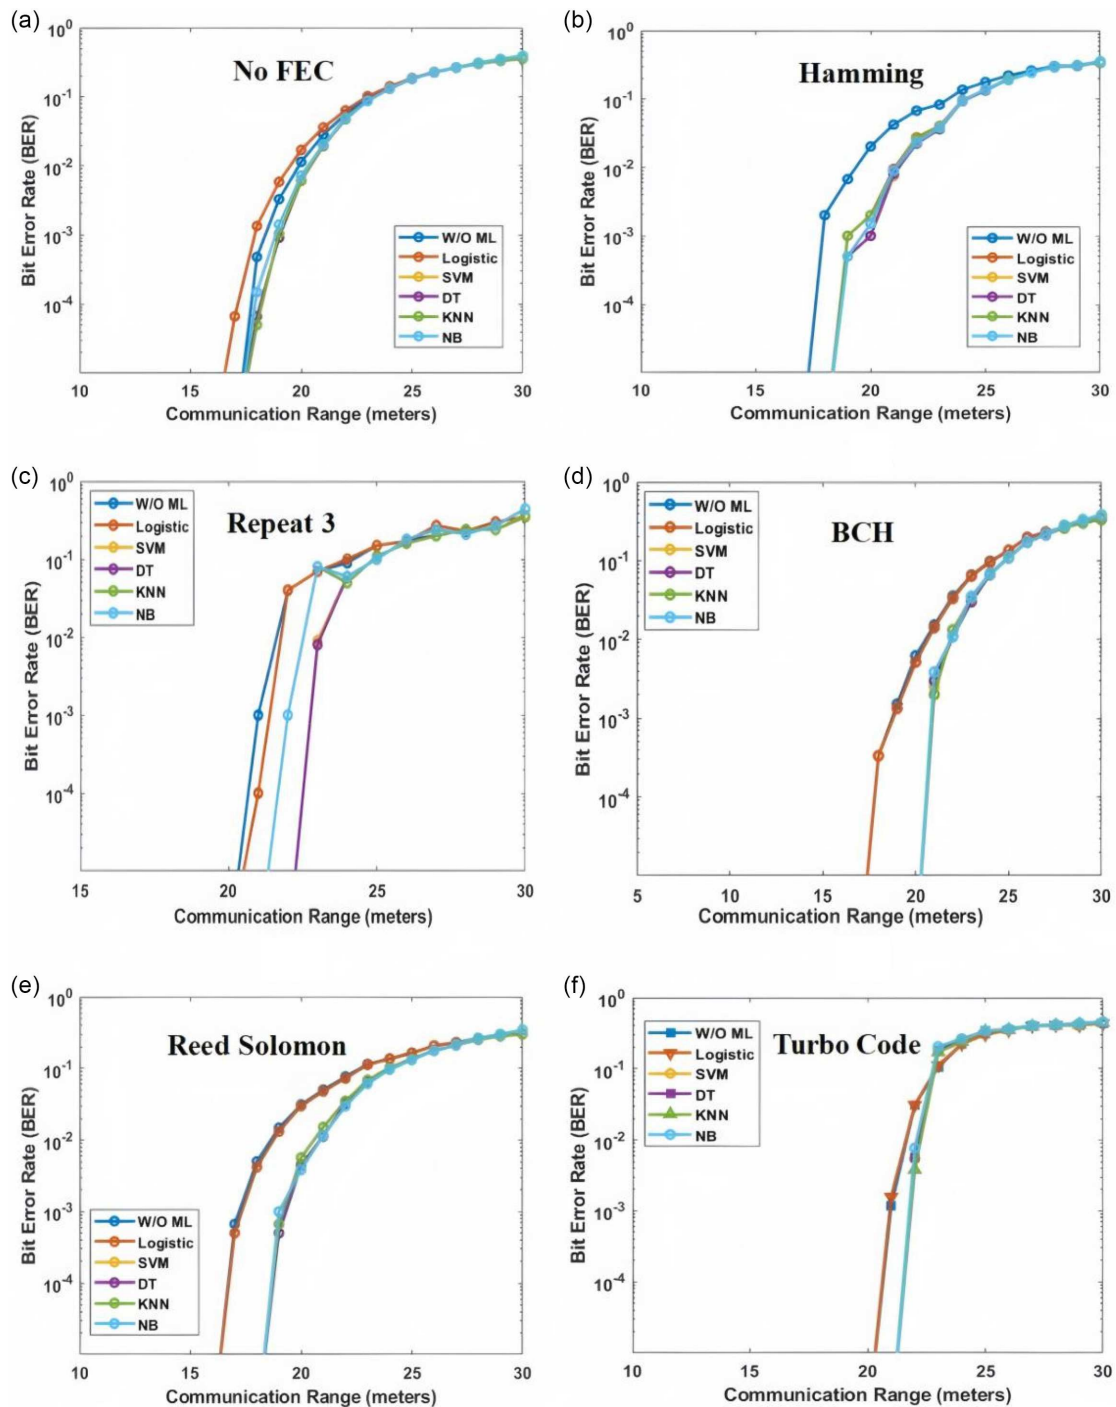 (a)
No FEC
10^0
10^-1
10^-2
10^-3
10^-4
Bit Error Rate (BER)
W/O ML
Logistic
SVM
DT
KNN
NB
10 15 20 25 30
Communication Range (meters)
(b)
Hamming
10^0
10^-1
10^-2
10^-3
10^-4
Bit Error Rate (BER)
W/O ML
Logistic
SVM
DT
KNN
NB
10 15 20 25 30
Communication Range (meters)
(c)
Repeat 3
10^0
10^-1
10^-2
10^-3
10^-4
Bit Error Rate (BER)
W/O ML
Logistic
SVM
DT
KNN
NB
15 20 25 30
Communication Range (meters)
(d)
BCH
10^0
10^-1
10^-2
10^-3
10^-4
Bit Error Rate (BER)
W/O ML
Logistic
SVM
DT
KNN
NB
5 10 15 20 25 30
Communication Range (meters)
(e)
Reed Solomon
10^0
10^-1
10^-2
10^-3
10^-4
Bit Error Rate (BER)
W/O ML
Logistic
SVM
DT
KNN
NB
10 15 20 25 30
Communication Range (meters)
(f)
Turbo Code
10^0
10^-1
10^-2
10^-3
10^-4
Bit Error Rate (BER)
W/O ML
Logistic
SVM
DT
KNN
NB
10 15 20 25 30
Communication Range (meters)